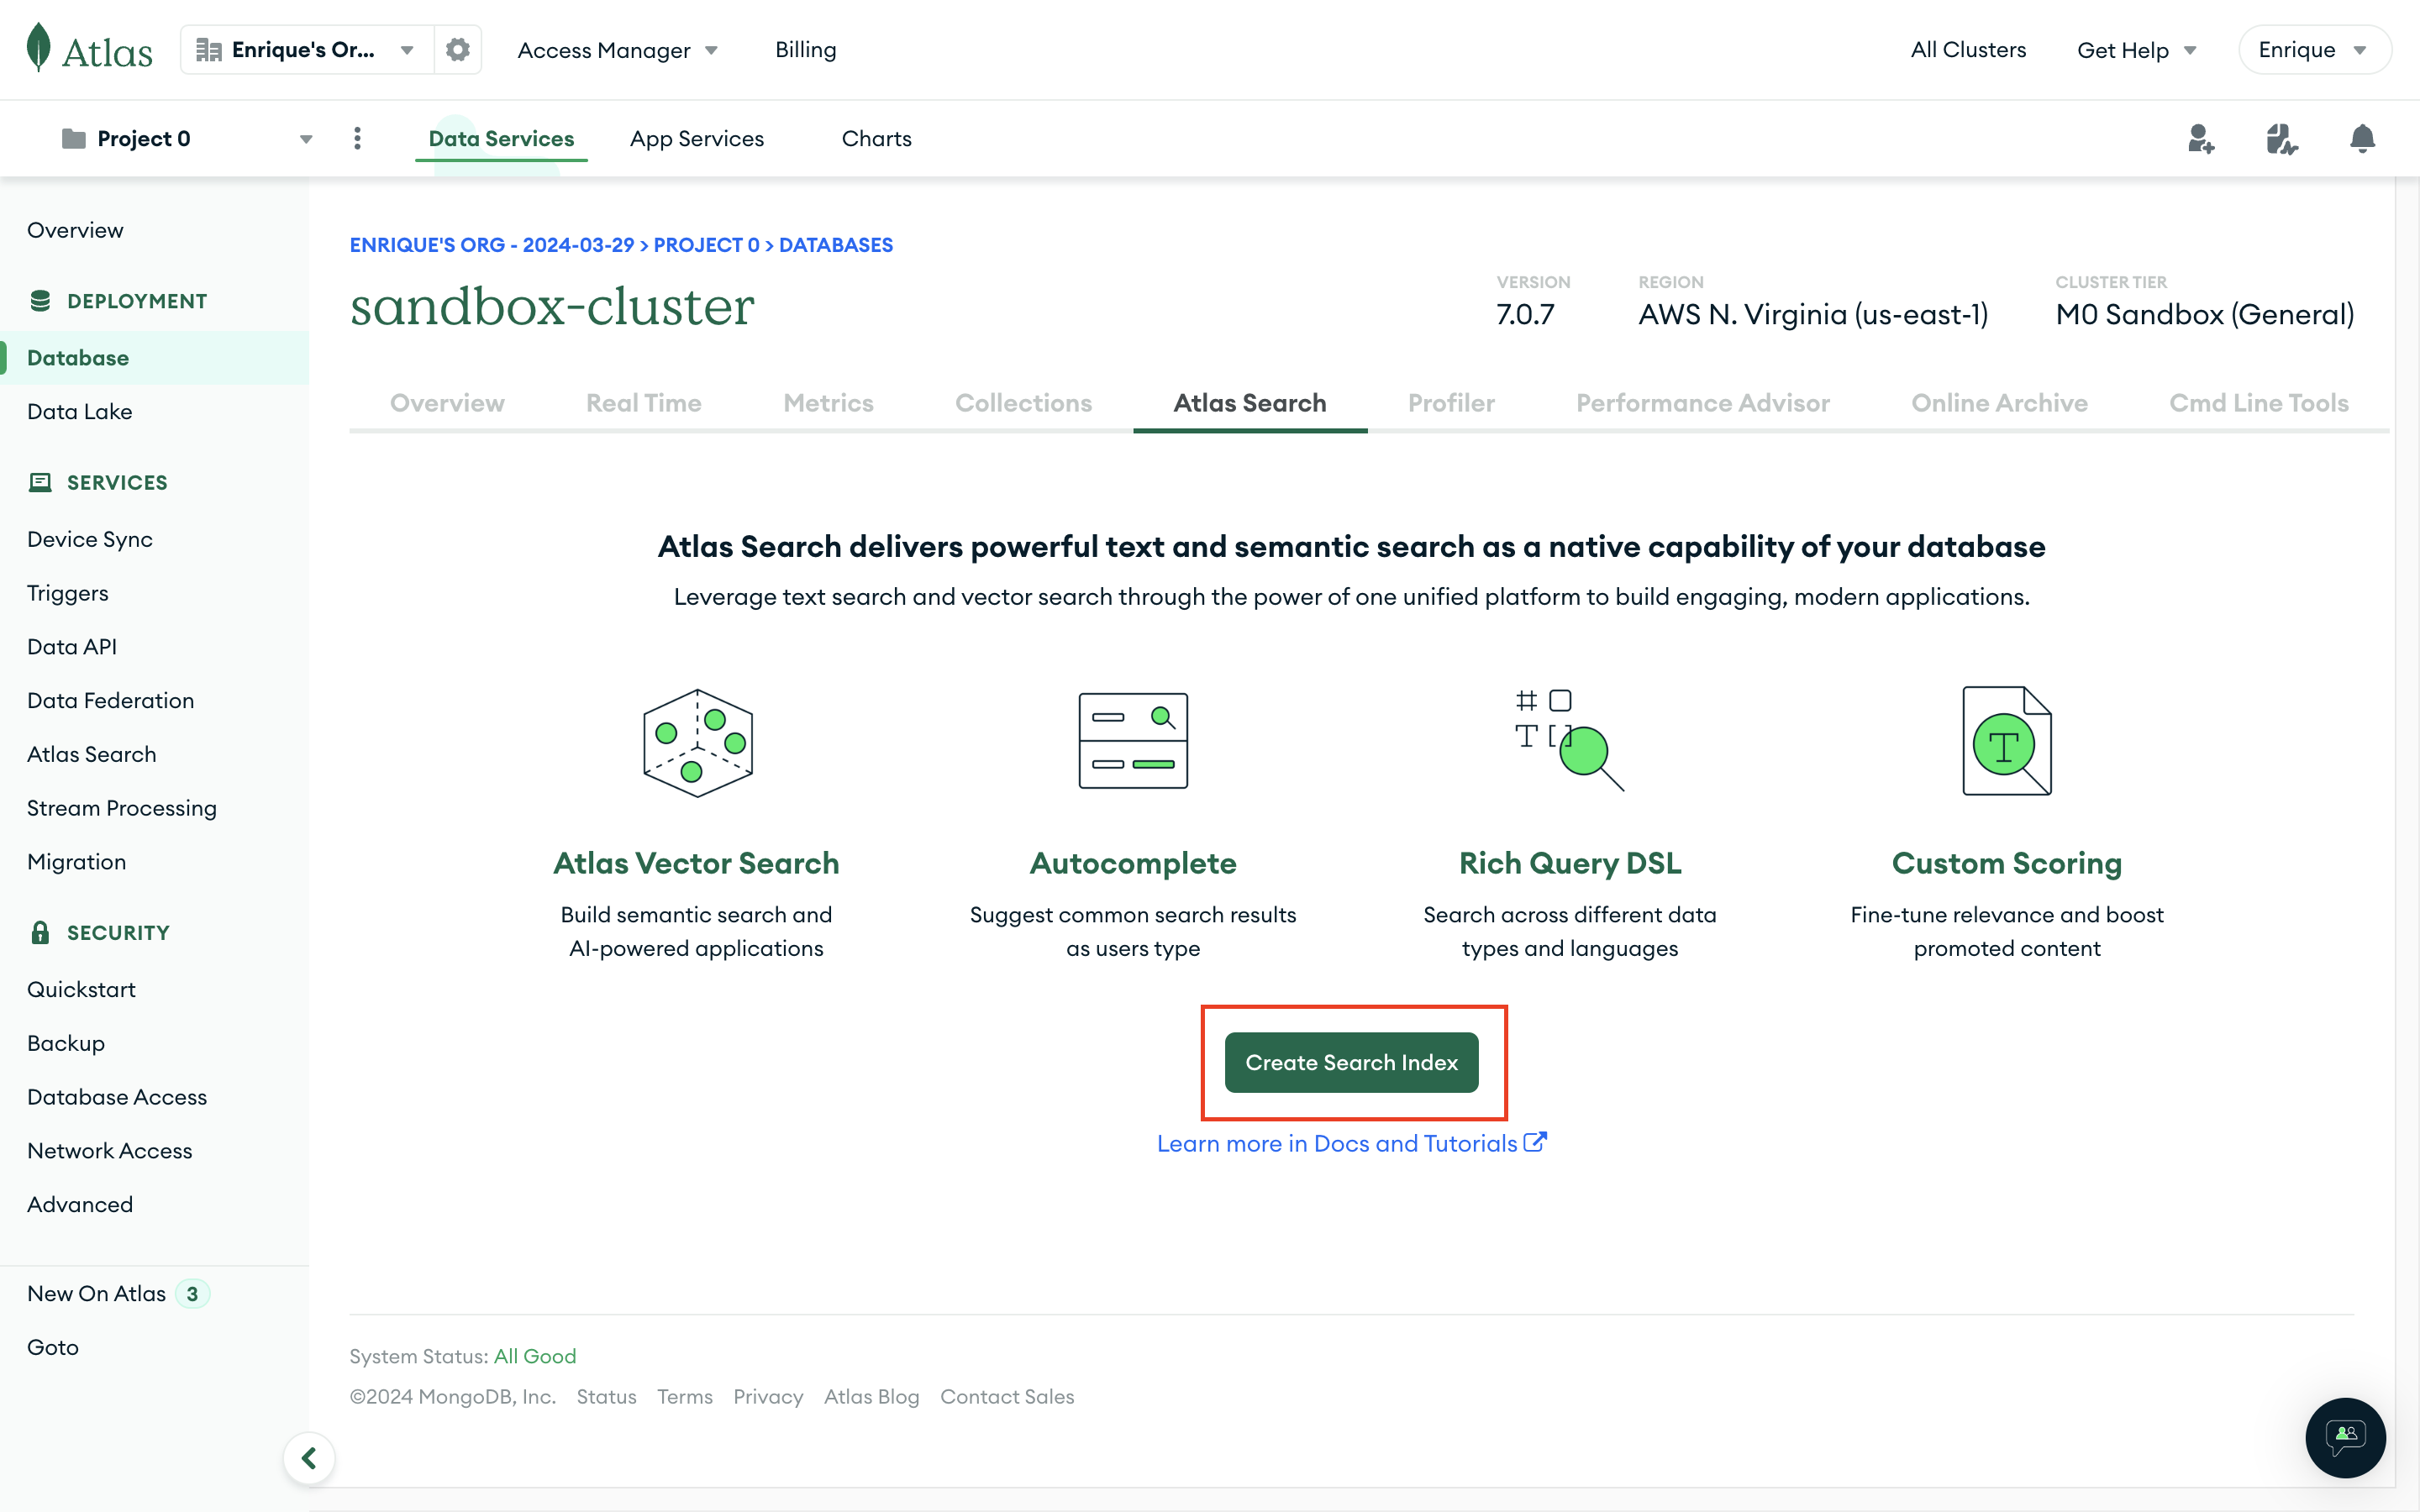 Atlas
Enrique's Or...
Access Manager
Billing
All Clusters
Get Help
Enrique
Project 0
Data Services
App Services
Charts
Overview
DEPLOYMENT
Database
Data Lake
SERVICES
Device Sync
Triggers
Data API
Data Federation
Atlas Search
Stream Processing
Migration
SECURITY
Quickstart
Backup
Database Access
Network Access
Advanced
New On Atlas 3
Goto
ENRIQUE'S ORG - 2024-03-29 > PROJECT 0 > DATABASES
sandbox-cluster
VERSION
7.0.7
REGION
AWS N. Virginia (us-east-1)
CLUSTER TIER
M0 Sandbox (General)
Overview
Real Time
Metrics
Collections
Atlas Search
Profiler
Performance Advisor
Online Archive
Cmd Line Tools
Atlas Search delivers powerful text and semantic search as a native capability of your database
Leverage text search and vector search through the power of one unified platform to build engaging, modern applications.
Atlas Vector Search
Build semantic search and
AI-powered applications
Autocomplete
Suggest common search results
as users type
T [ ]
Rich Query DSL
Search across different data
types and languages
T
Custom Scoring
Fine-tune relevance and boost
promoted content
Create Search Index
Learn more in Docs and Tutorials
System Status: All Good
©2024 MongoDB, Inc. Status Terms Privacy Atlas Blog Contact Sales